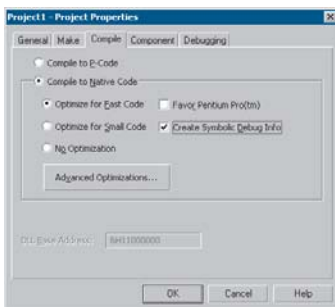 Project1 - Project Properties
General Make Compile Component Debugging
Compile to P-Code
Compile to Native Code
Optimize for Fast Code Favor Pentium Pro(tm)
Optimize for Small Code Create Symbolic Debug Info
No Optimization
Advanced Optimizations...
DLL Base Address: &H11000000
OK Cancel Help